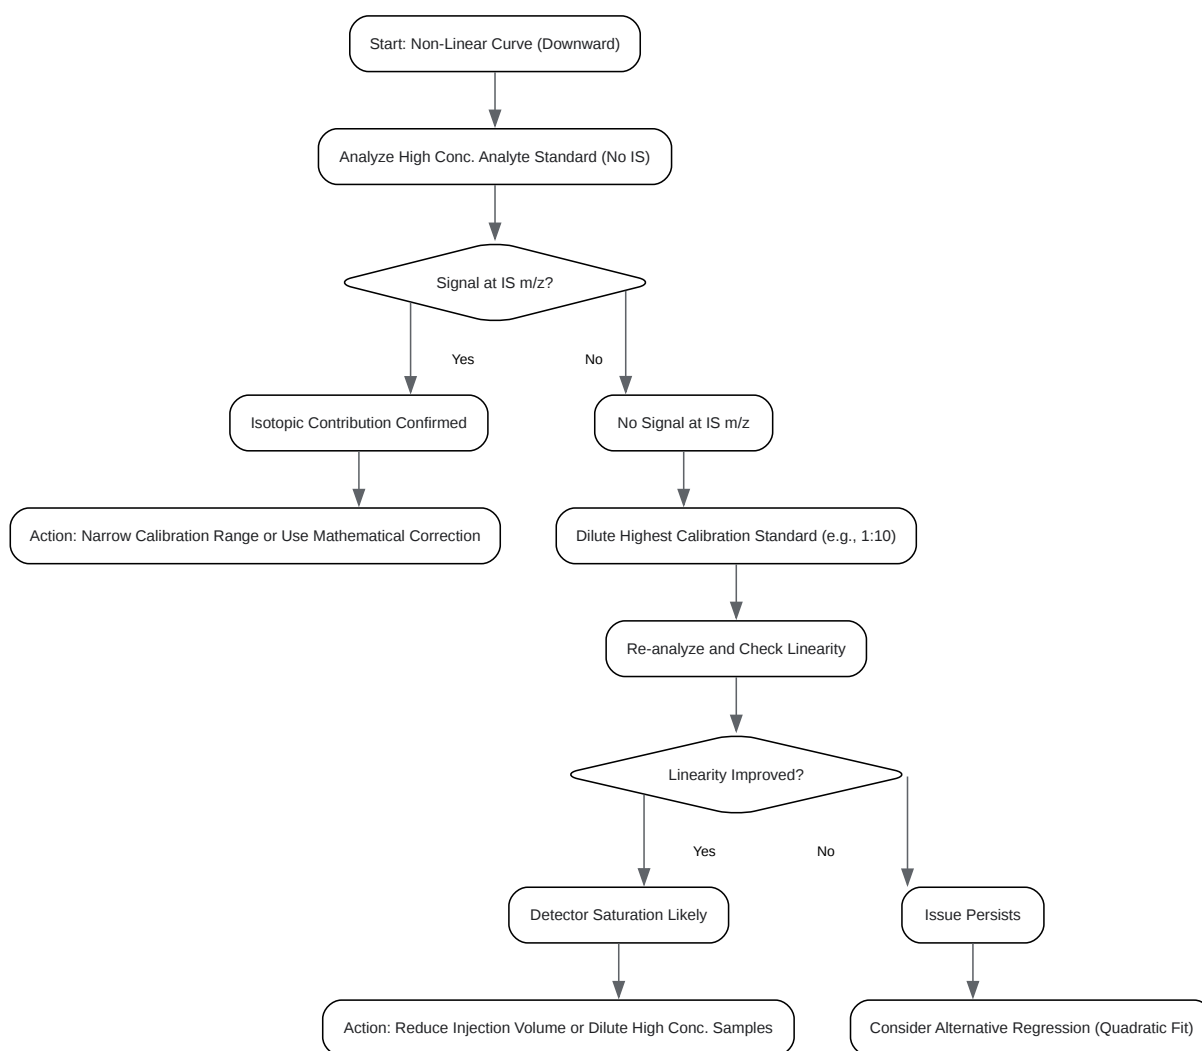 Start: Non-Linear Curve (Downward)
Analyze High Conc. Analyte Standard (No IS)
Signal at IS m/z?
Yes
No
Isotopic Contribution Confirmed
No Signal at IS m/z
Action: Narrow Calibration Range or Use Mathematical Correction
Dilute Highest Calibration Standard (e.g., 1:10)
Re-analyze and Check Linearity
Linearity Improved?
Yes
No
Detector Saturation Likely
Issue Persists
Action: Reduce Injection Volume or Dilute High Conc. Samples
Consider Alternative Regression (Quadratic Fit)